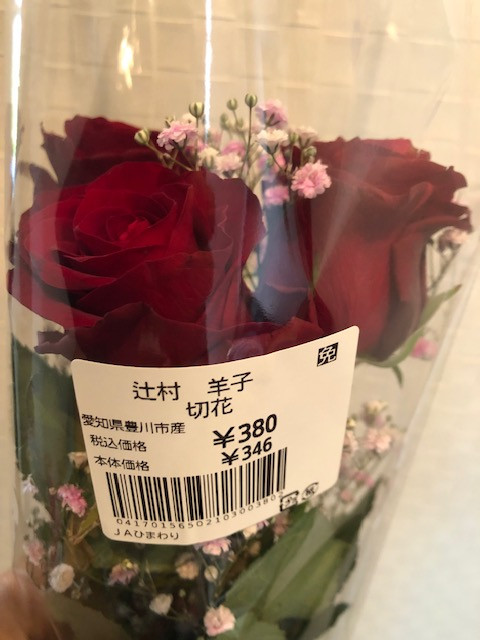 免
辻村 羊子
切花
愛知県豊川市産
税込価格 ¥380
本体価格 ¥346
JAひまわり